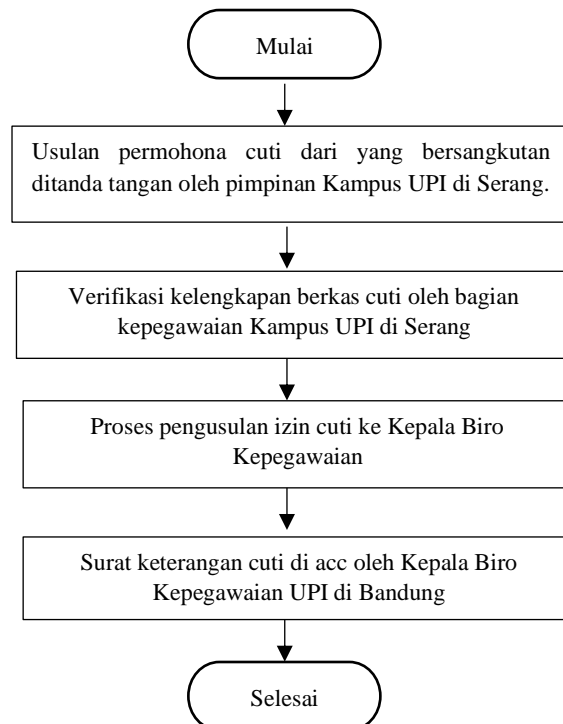 Mulai
Usulan permohona cuti dari yang bersangkutan
ditanda tangan oleh pimpinan Kampus UPI di Serang.
Verifikasi kelengkapan berkas cuti oleh bagian
kepegawaian Kampus UPI di Serang
Proses pengusulan izin cuti ke Kepala Biro
Kepegawaian
Surat keterangan cuti di acc oleh Kepala Biro
Kepegawaian UPI di Bandung
Selesai